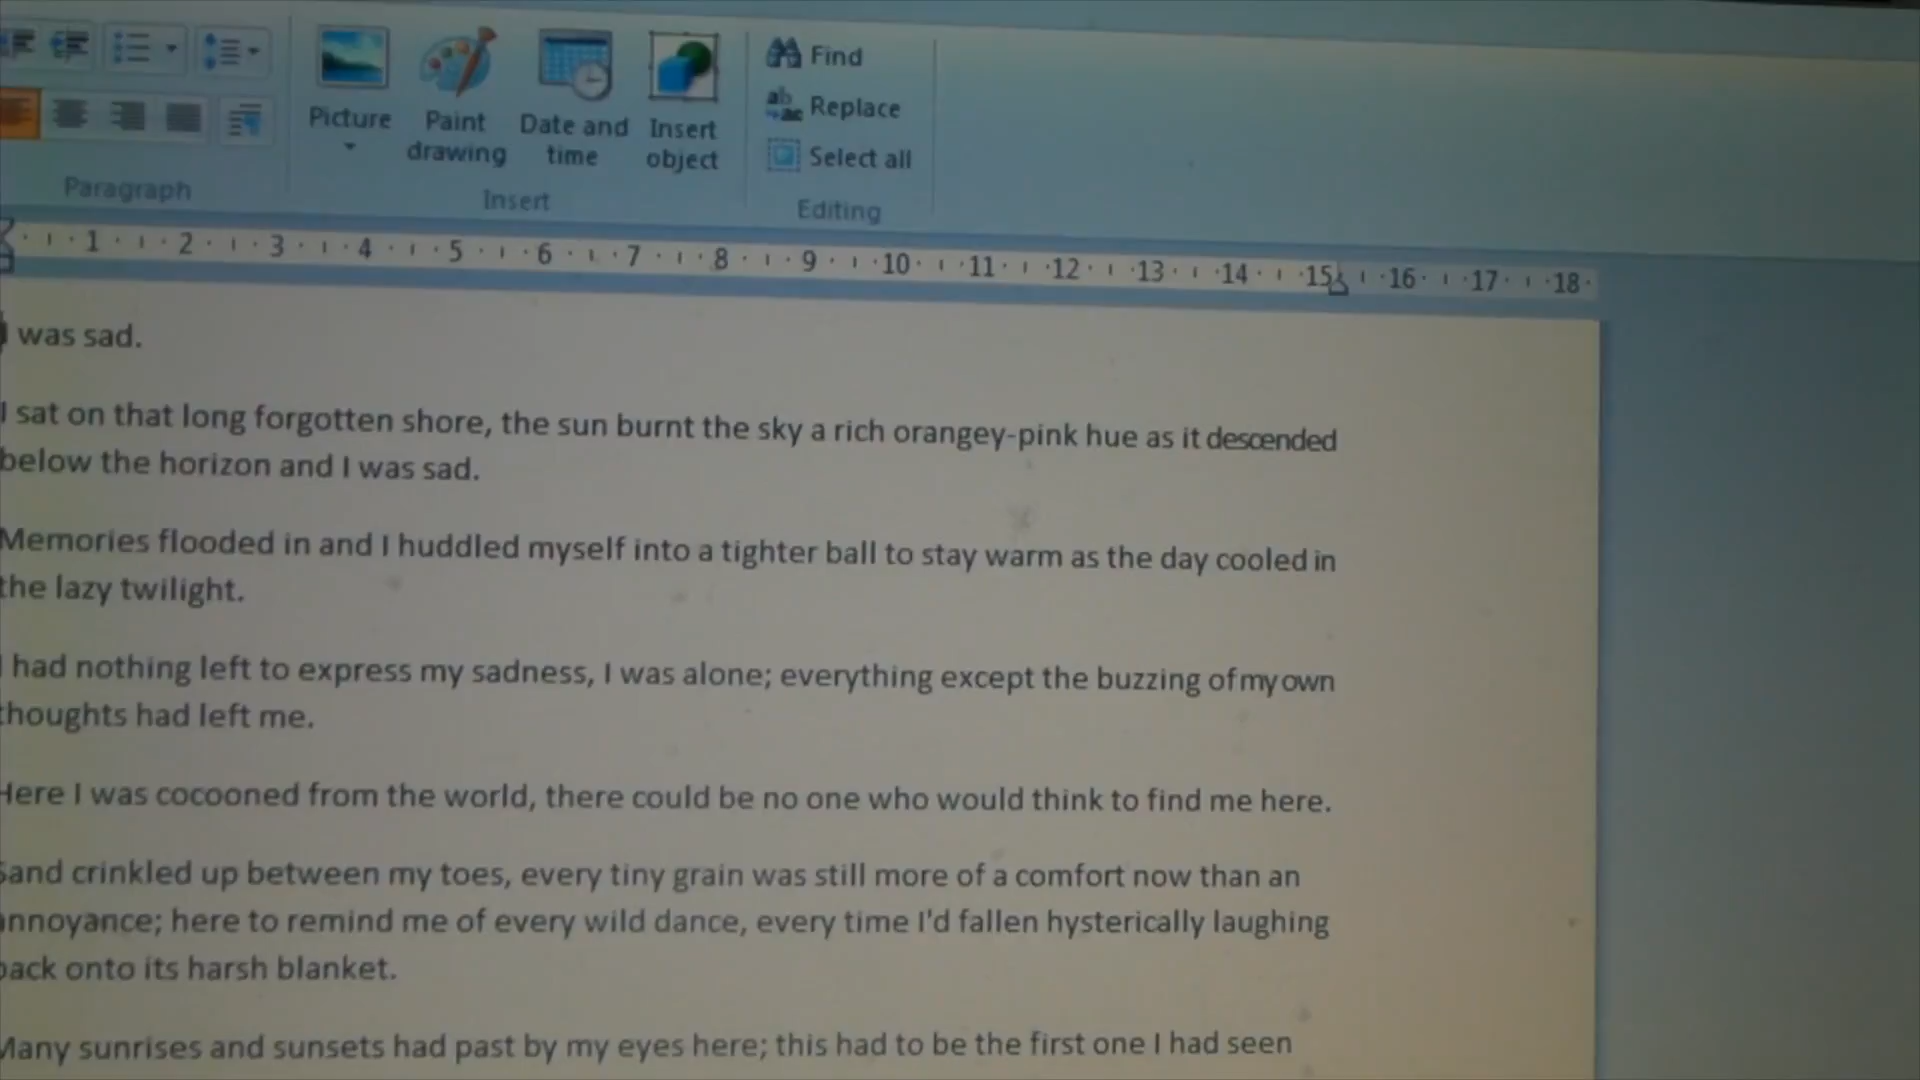 Picture
Paint drawing
Date and time
Insert object
Find
Replace
Select all
Paragraph
Insert
Editing
1 2 3 4 5 6 7 8 9 10 11 12 13 14 15 16 17 18
I was sad.
I sat on that long forgotten shore, the sun burnt the sky a rich orangey-pink hue as it descended
below the horizon and I was sad.
Memories flooded in and I huddled myself into a tighter ball to stay warm as the day cooled in
the lazy twilight.
I had nothing left to express my sadness, I was alone; everything except the buzzing of my own
thoughts had left me.
Here I was cocooned from the world, there could be no one who would think to find me here.
Sand crinkled up between my toes, every tiny grain was still more of a comfort now than an
annoyance; here to remind me of every wild dance, every time I'd fallen hysterically laughing
back onto its harsh blanket.
Many sunrises and sunsets had past by my eyes here; this had to be the first one I had seen